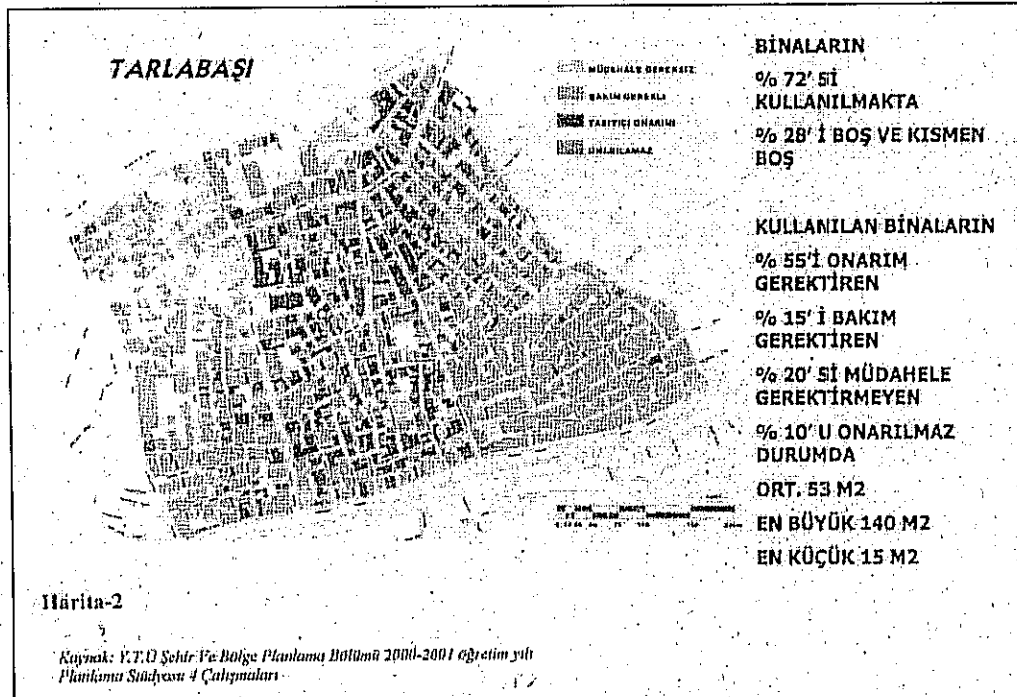 TARLABAŞI
MÜDEHALE GEREKSİZ
BAKIM GEREKLİ
TAŞIYICI ONARIMI
ONARILAMAZ
BİNALARIN
% 72' Sİ
KULLANILMAKTA
% 28' İ BOŞ VE KISMEN
BOŞ
KULLANILAN BİNALARIN
% 55'İ ONARIM
GEREKTİREN
% 15' İ BAKIM
GEREKTİREN
% 20' Sİ MÜDAHELE
GEREKTİRMEYEN
% 10' U ONARILMAZ
DURUMDA
ORT. 53 M2
EN BÜYÜK 140 M2
EN KÜÇÜK 15 M2
Harita-2
Kaynak: Y.T.Ü Şehir Ve Bölge Planlama Bölümü 2000-2001 öğretim yılı
Planlama Stüdyosu 4 Çalışmaları